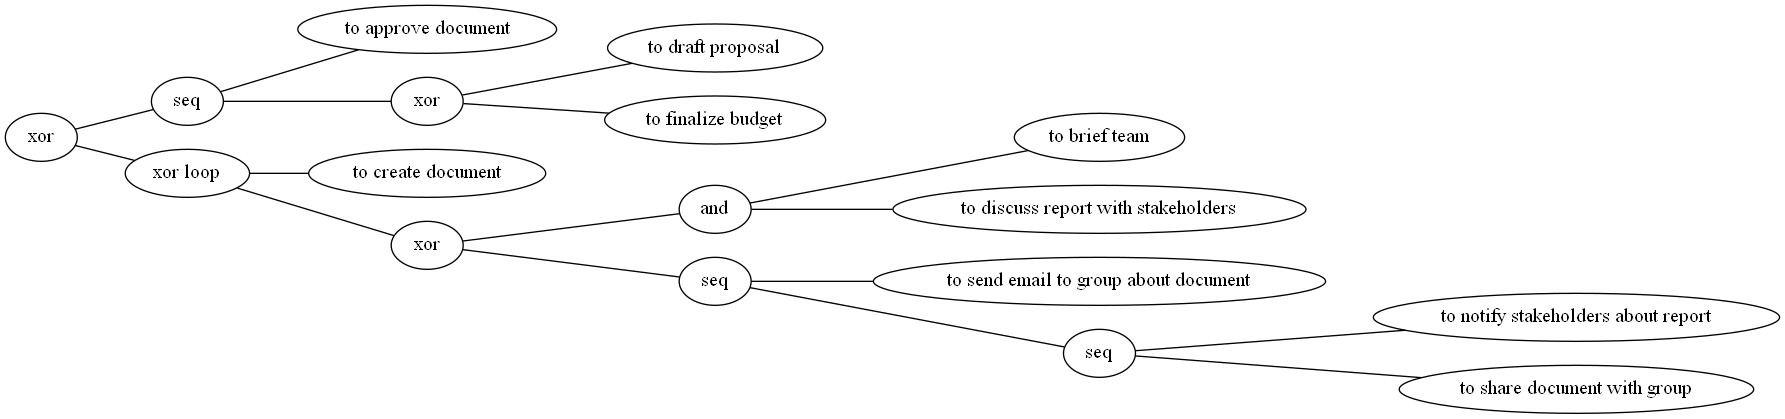 to approve document
to draft proposal
seq
xor
to finalize budget
xor
to brief team
xor loop
to create document
and
to discuss report with stakeholders
xor
seq
to send email to group about document
to notify stakeholders about report
seq
to share document with group